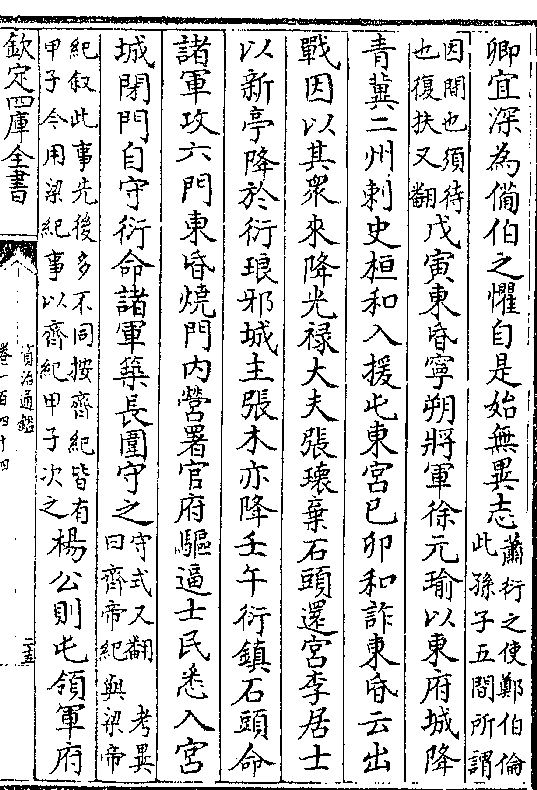 卿宜深為備伯之懼自是始無異志蕭衍之使鄭伯倫此孫子五間所謂
因間也須待也復扶又翻戊寅東昏寧朔將軍徐元瑜以東府城降
青冀二州刺史桓和入援屯東宮己卯和詐東昏云出
戰因以其衆來降光禄大夫張瓌棄石頭還宮李居士
以新亭降於衍琅邪城主張木亦降壬午衍鎮石頭命
諸軍攻六門東昏燒門内營署官府驅逼士民悉入宮
城閉門自守衍命諸軍築長圍守之守式又翻 考異曰齊帝紀與梁帝
紀叙此事先後多不同按齊紀皆有甲子今用梁紀事以齊紀甲子次之楊公則屯領軍府
欽定四庫全書
資治通鑑
卷一百四十四